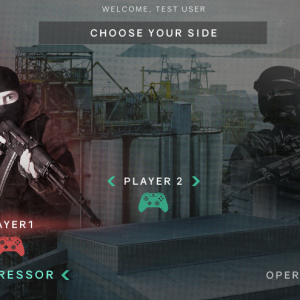 WELCOME, TEST USER
CHOOSE YOUR SIDE
PLAYER 2
AYER1
RESSOR
OPER